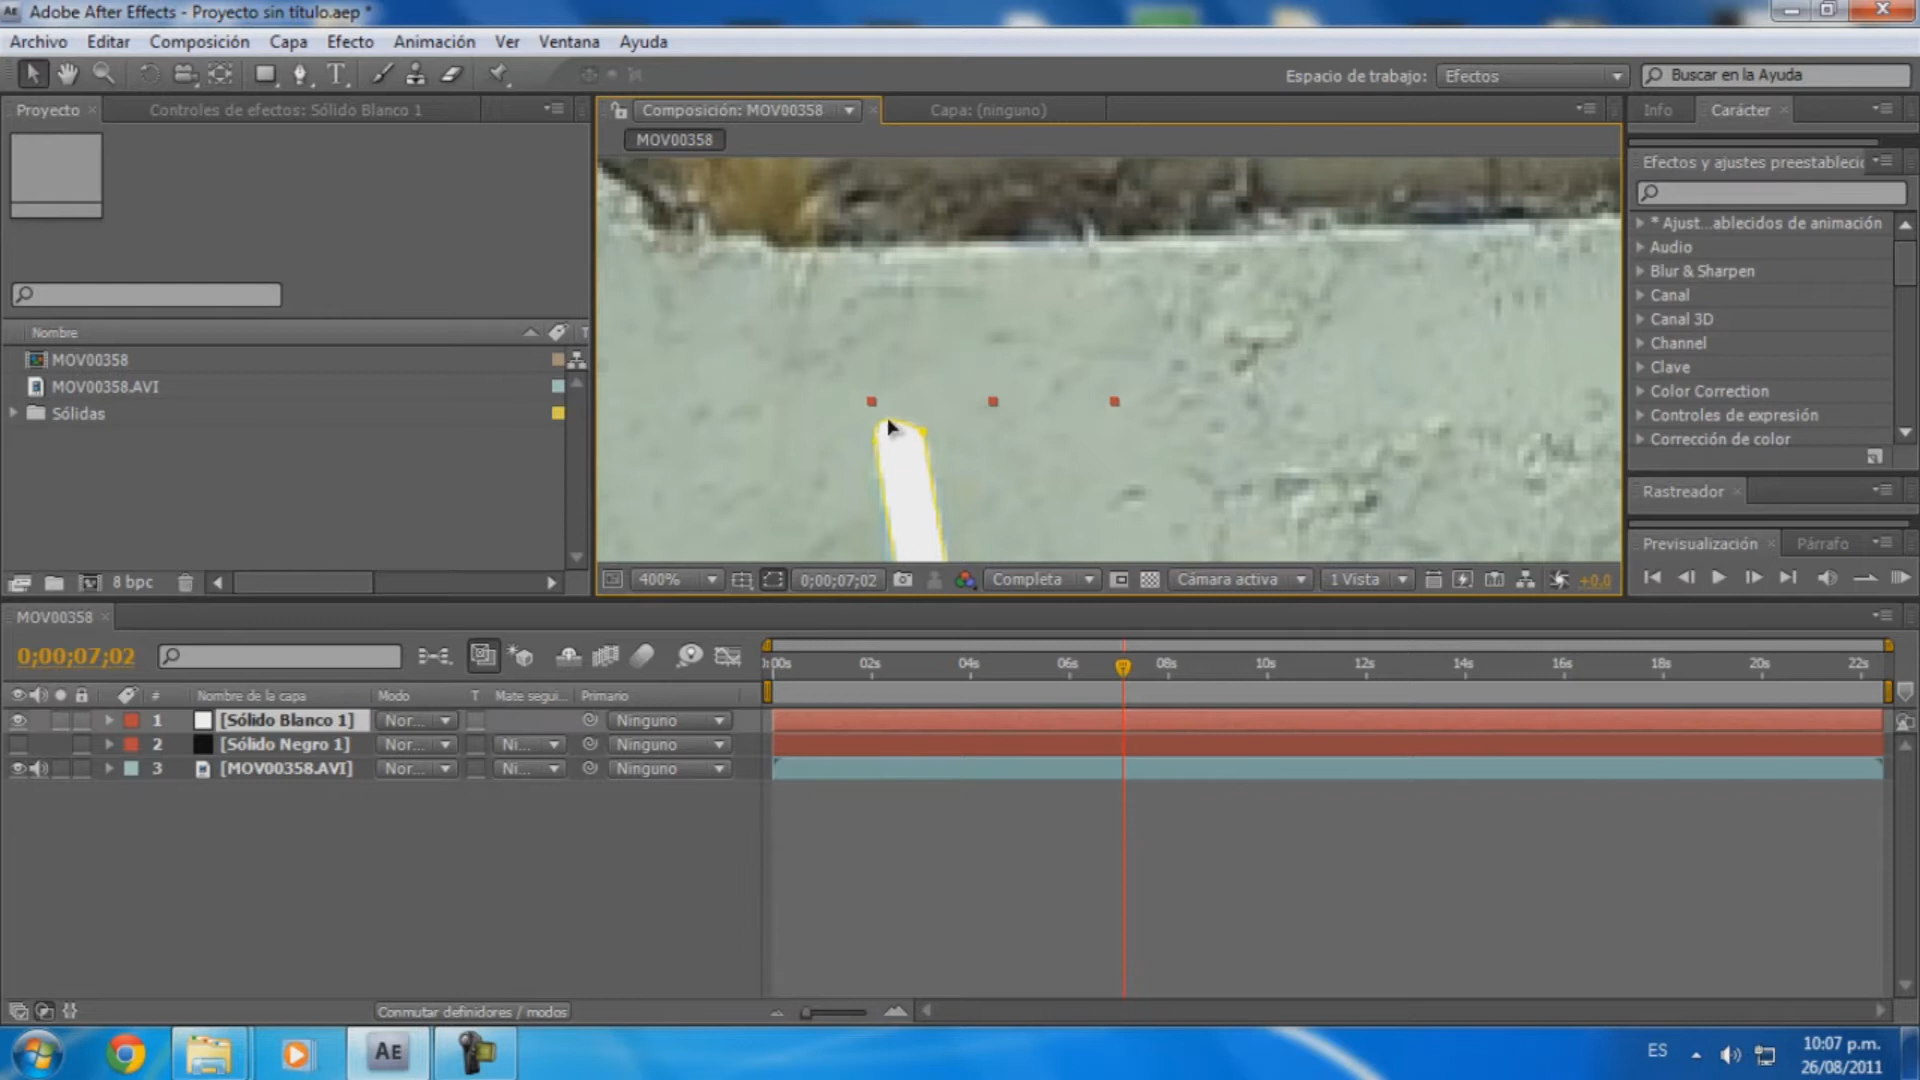 Adobe After Effects - Proyecto sin título.aep *
Archivo Editar Composición Capa Efecto Animación Ver Ventana Ayuda
Espacio de trabajo: Efectos Buscar en la Ayuda
Proyecto Controles de efectos: Sólido Blanco 1
Composición: MOV00358 Capa: (ninguno)
Info Carácter
MOV00358
Efectos y ajustes preestableci
* Ajust...ablecidos de animación
Audio
Blur & Sharpen
Canal
Canal 3D
Channel
Clave
Color Correction
Controles de expresión
Corrección de color
Nombre
MOV00358
MOV00358.AVI
Sólidas
Rastreador
Previsualización Párrafo
8 bpc
400% 0;00;07;02 Completa Cámara activa 1 Vista +0,0
MOV00358
0;00;07;02
00s 02s 04s 06s 08s 10s 12s 14s 16s 18s 20s 22s
# Nombre de la capa Modo T Mate segui... Primario
1 [Sólido Blanco 1] Nor... Ninguno
2 [Sólido Negro 1] Nor... Ni... Ninguno
3 [MOV00358.AVI] Nor... Ni... Ninguno
Conmutar definidores / modos
AE
ES
10:07 p.m.
26/08/2011